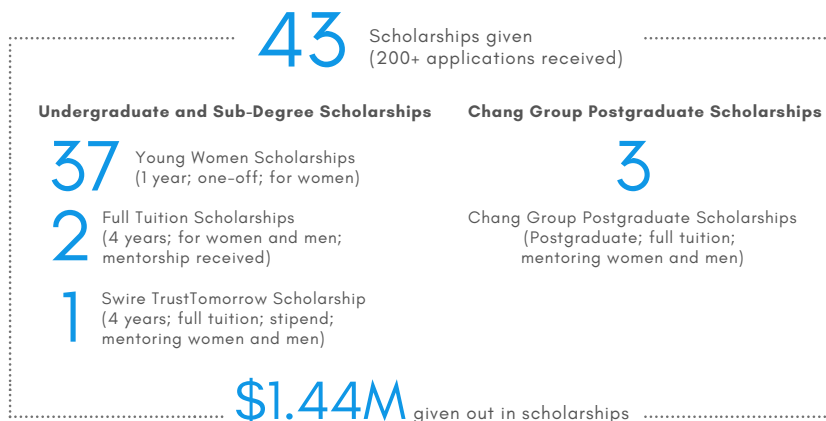 43 Scholarships given
(200+ applications received)
Undergraduate and Sub-Degree Scholarships
37 Young Women Scholarships
(1 year; one-off; for women)
2 Full Tuition Scholarships
(4 years; for women and men;
mentorship received)
1 Swire TrustTomorrow Scholarship
(4 years; full tuition; stipend;
mentoring women and men)
Chang Group Postgraduate Scholarships
3
Chang Group Postgraduate Scholarships
(Postgraduate; full tuition;
mentoring women and men)
$1.44M given out in scholarships